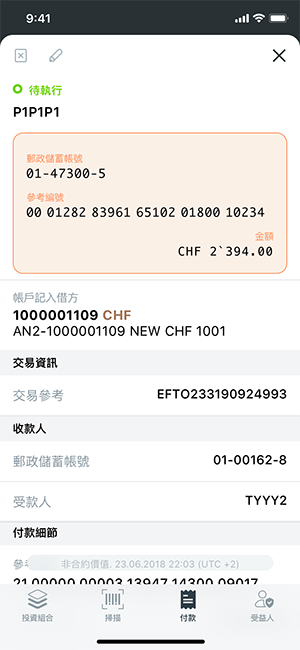 9:41
待執行
P1P1P1
郵政儲蓄帳號
01-47300-5
參考編號
00 01282 83961 65102 01800 10234
金額
CHF 2`394.00
帳戶記入借方
1000001109 CHF
AN2-1000001109 NEW CHF 1001
交易資訊
交易參考 EFTO233190924993
收款人
郵政儲蓄帳號 01-00162-8
受款人 TYYY2
付款細節
非合約價值. 23.06.2018 22:03 (UTC +2)
21 00000 00003 13947 14300 09017
投資組合 掃描 付款 受益人